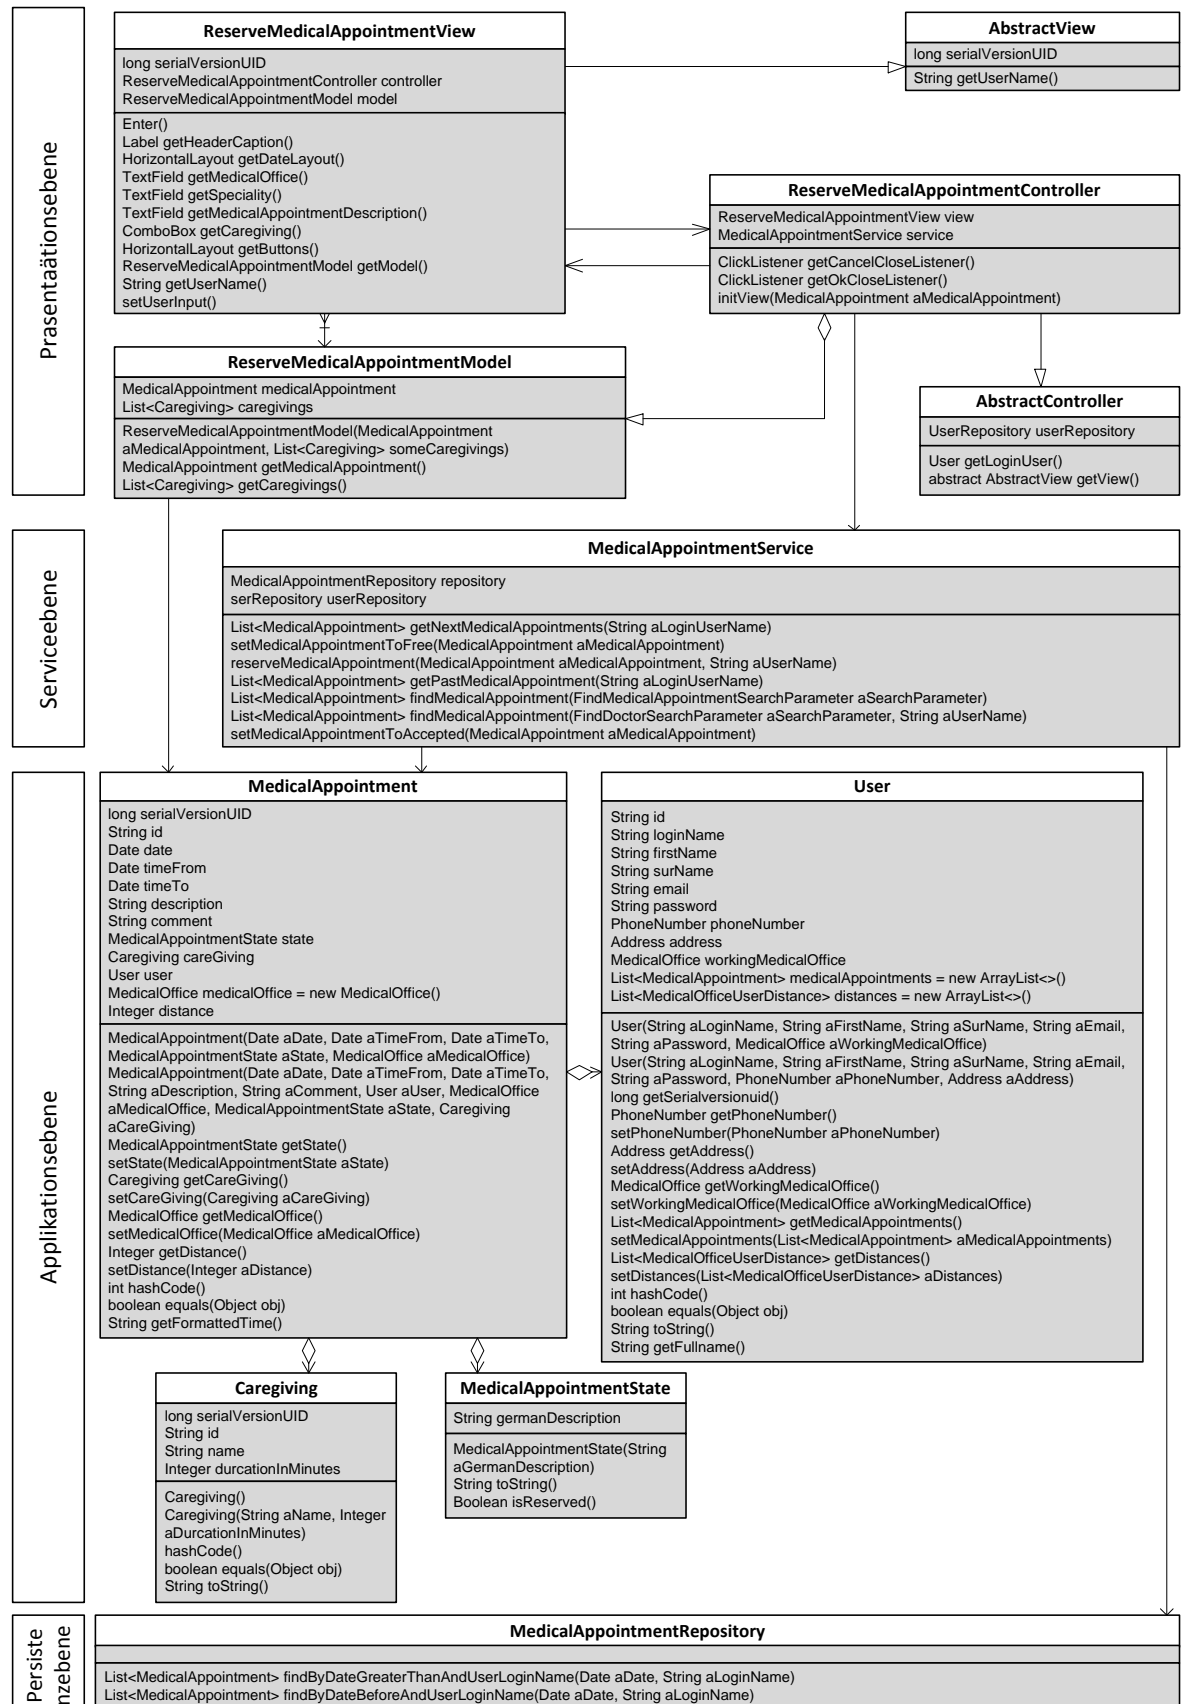 Prasentaätionsebene
ReserveMedicalAppointmentView
long serialVersionUID
ReserveMedicalAppointmentController controller
ReserveMedicalAppointmentModel model
Enter()
Label getHeaderCaption()
HorizontalLayout getDateLayout()
TextField getMedicalOffice()
TextField getSpeciality()
TextField getMedicalAppointmentDescription()
ComboBox getCaregiving()
HorizontalLayout getButtons()
ReserveMedicalAppointmentModel getModel()
String getUserName()
setUserInput()
AbstractView
long serialVersionUID
String getUserName()
ReserveMedicalAppointmentController
ReserveMedicalAppointmentView view
MedicalAppointmentService service
ClickListener getCancelCloseListener()
ClickListener getOkCloseListener()
initView(MedicalAppointment aMedicalAppointment)
ReserveMedicalAppointmentModel
MedicalAppointment medicalAppointment
List<Caregiving> caregivings
ReserveMedicalAppointmentModel(MedicalAppointment
aMedicalAppointment, List<Caregiving> someCaregivings)
MedicalAppointment getMedicalAppointment()
List<Caregiving> getCaregivings()
AbstractController
UserRepository userRepository
User getLoginUser()
abstract AbstractView getView()
Serviceebene
MedicalAppointmentService
MedicalAppointmentRepository repository
serRepository userRepository
List<MedicalAppointment> getNextMedicalAppointments(String aLoginUserName)
setMedicalAppointmentToFree(MedicalAppointment aMedicalAppointment)
reserveMedicalAppointment(MedicalAppointment aMedicalAppointment, String aUserName)
List<MedicalAppointment> getPastMedicalAppointment(String aLoginUserName)
List<MedicalAppointment> findMedicalAppointment(FindMedicalAppointmentSearchParameter aSearchParameter)
List<MedicalAppointment> findMedicalAppointment(FindDoctorSearchParameter aSearchParameter, String aUserName)
setMedicalAppointmentToAccepted(MedicalAppointment aMedicalAppointment)
Applikationsebene
MedicalAppointment
long serialVersionUID
String id
Date date
Date timeFrom
Date timeTo
String description
String comment
MedicalAppointmentState state
Caregiving careGiving
User user
MedicalOffice medicalOffice = new MedicalOffice()
Integer distance
MedicalAppointment(Date aDate, Date aTimeFrom, Date aTimeTo,
MedicalAppointmentState aState, MedicalOffice aMedicalOffice)
MedicalAppointment(Date aDate, Date aTimeFrom, Date aTimeTo,
String aDescription, String aComment, User aUser, MedicalOffice
aMedicalOffice, MedicalAppointmentState aState, Caregiving
aCareGiving)
MedicalAppointmentState getState()
setState(MedicalAppointmentState aState)
Caregiving getCareGiving()
setCareGiving(Caregiving aCareGiving)
MedicalOffice getMedicalOffice()
setMedicalOffice(MedicalOffice aMedicalOffice)
Integer getDistance()
setDistance(Integer aDistance)
int hashCode()
boolean equals(Object obj)
String getFormattedTime()
User
String id
String loginName
String firstName
String surName
String email
String password
PhoneNumber phoneNumber
Address address
MedicalOffice workingMedicalOffice
List<MedicalAppointment> medicalAppointments = new ArrayList<>()
List<MedicalOfficeUserDistance> distances = new ArrayList<>()
User(String aLoginName, String aFirstName, String aSurName, String aEmail,
String aPassword, MedicalOffice aWorkingMedicalOffice)
User(String aLoginName, String aFirstName, String aSurName, String aEmail,
String aPassword, PhoneNumber aPhoneNumber, Address aAddress)
long getSerialversionuid()
PhoneNumber getPhoneNumber()
setPhoneNumber(PhoneNumber aPhoneNumber)
Address getAddress()
setAddress(Address aAddress)
MedicalOffice getWorkingMedicalOffice()
setWorkingMedicalOffice(MedicalOffice aWorkingMedicalOffice)
List<MedicalAppointment> getMedicalAppointments()
setMedicalAppointments(List<MedicalAppointment> aMedicalAppointments)
List<MedicalOfficeUserDistance> getDistances()
setDistances(List<MedicalOfficeUserDistance> aDistances)
int hashCode()
boolean equals(Object obj)
String toString()
String getFullname()
Caregiving
long serialVersionUID
String id
String name
Integer durcationInMinutes
Caregiving()
Caregiving(String aName, Integer
aDurcationInMinutes)
hashCode()
boolean equals(Object obj)
String toString()
MedicalAppointmentState
String germanDescription
MedicalAppointmentState(String
aGermanDescription)
String toString()
Boolean isReserved()
Persiste
nzebene
MedicalAppointmentRepository
List<MedicalAppointment> findByDateGreaterThanAndUserLoginName(Date aDate, String aLoginName)
List<MedicalAppointment> findByDateBeforeAndUserLoginName(Date aDate, String aLoginName)